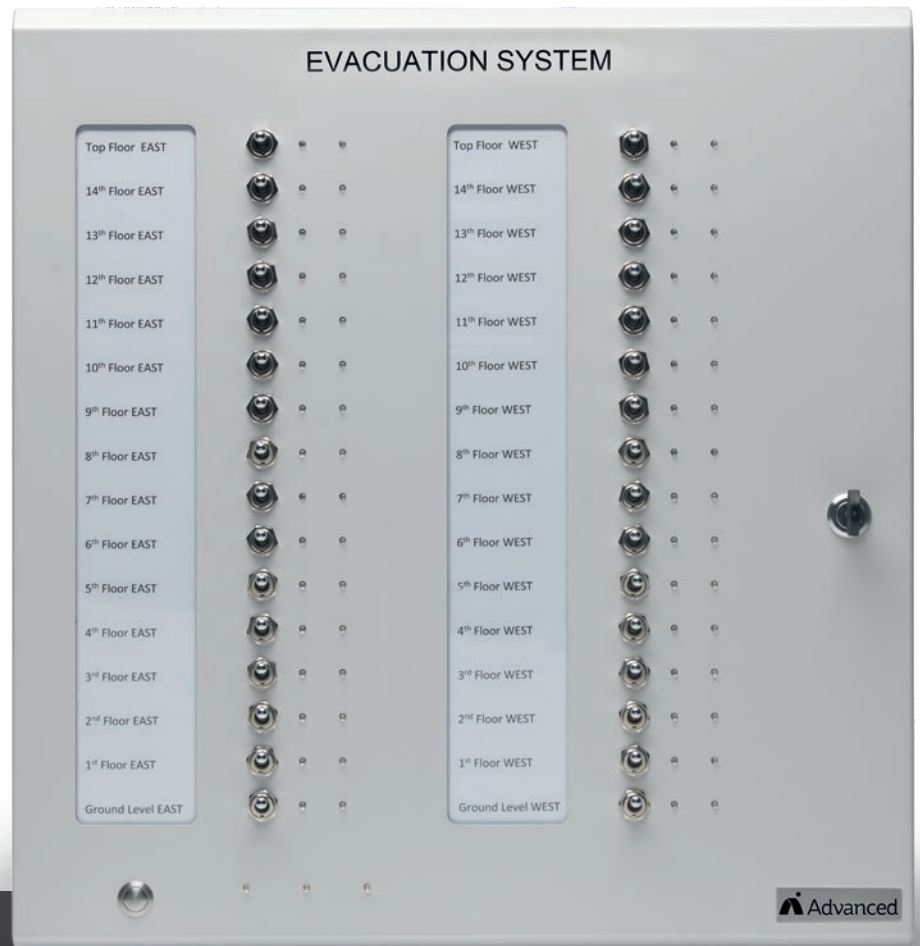 EVACUATION SYSTEM
Top Floor EAST
14th Floor EAST
13th Floor EAST
12th Floor EAST
11th Floor EAST
10th Floor EAST
9th Floor EAST
8th Floor EAST
7th Floor EAST
6th Floor EAST
5th Floor EAST
4th Floor EAST
3rd Floor EAST
2nd Floor EAST
1st Floor EAST
Ground Level EAST
Top Floor WEST
14th Floor WEST
13th Floor WEST
12th Floor WEST
11th Floor WEST
10th Floor WEST
9th Floor WEST
8th Floor WEST
7th Floor WEST
6th Floor WEST
5th Floor WEST
4th Floor WEST
3rd Floor WEST
2nd Floor WEST
1st Floor WEST
Ground Level WEST
Advanced